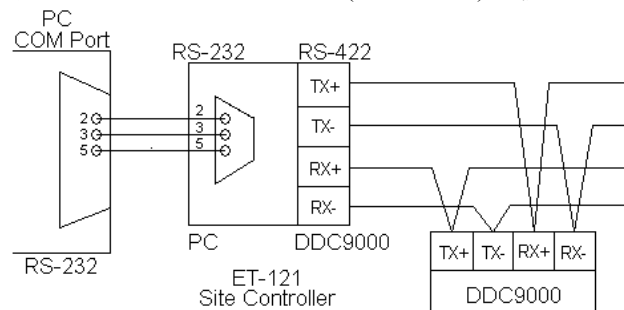 PC
COM Port
RS-232
RS-422
2
3
5
2
3
5
TX+
TX-
RX+
RX-
PC
DDC9000
RS-232
ET-121
Site Controller
TX+ TX- RX+ RX-
DDC9000